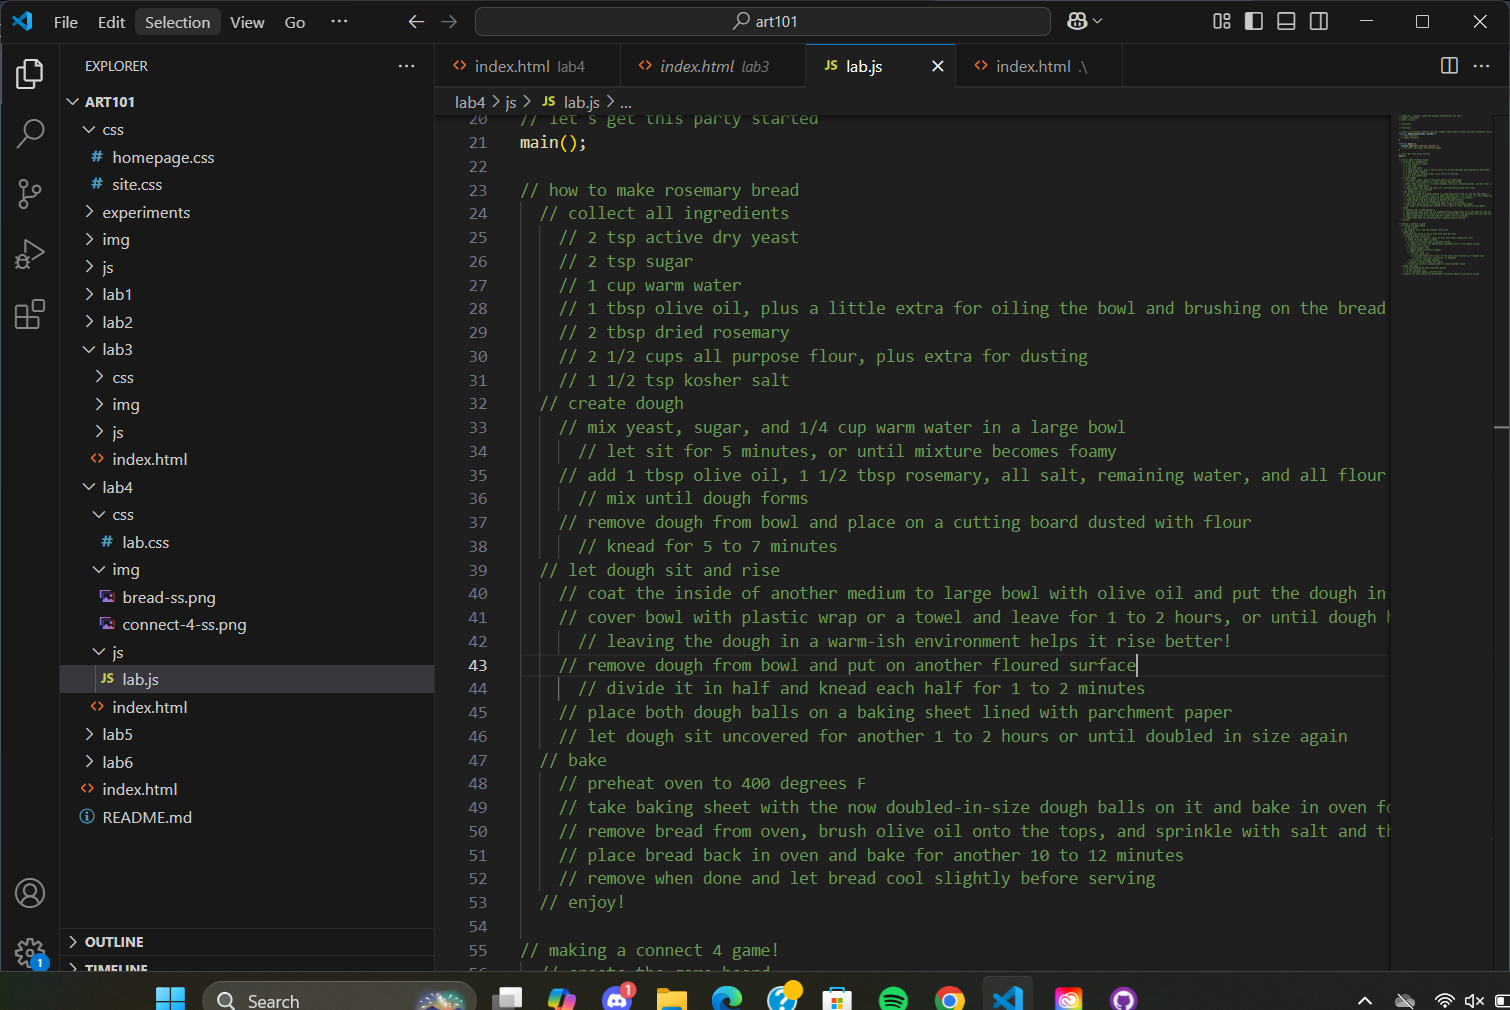 File Edit Selection View Go ··· art101
EXPLORER ···
index.html lab4 index.html lab3 JS lab.js index.html .\
ART101
lab4 > js > JS lab.js > ...
css
# homepage.css
# site.css
experiments
img
js
lab1
lab2
lab3
css
img
js
index.html
lab4
css
# lab.css
img
bread-ss.png
connect-4-ss.png
js
JS lab.js
index.html
lab5
lab6
index.html
README.md
OUTLINE
TIMELINE
20 // let's get this party started
21 main();
22
23 // how to make rosemary bread
24 // collect all ingredients
25 // 2 tsp active dry yeast
26 // 2 tsp sugar
27 // 1 cup warm water
28 // 1 tbsp olive oil, plus a little extra for oiling the bowl and brushing on the bread
29 // 2 tbsp dried rosemary
30 // 2 1/2 cups all purpose flour, plus extra for dusting
31 // 1 1/2 tsp kosher salt
32 // create dough
33 // mix yeast, sugar, and 1/4 cup warm water in a large bowl
34 // let sit for 5 minutes, or until mixture becomes foamy
35 // add 1 tbsp olive oil, 1 1/2 tbsp rosemary, all salt, remaining water, and all flour
36 // mix until dough forms
37 // remove dough from bowl and place on a cutting board dusted with flour
38 // knead for 5 to 7 minutes
39 // let dough sit and rise
40 // coat the inside of another medium to large bowl with olive oil and put the dough in
41 // cover bowl with plastic wrap or a towel and leave for 1 to 2 hours, or until dough
42 // leaving the dough in a warm-ish environment helps it rise better!
43 // remove dough from bowl and put on another floured surface
44 // divide it in half and knead each half for 1 to 2 minutes
45 // place both dough balls on a baking sheet lined with parchment paper
46 // let dough sit uncovered for another 1 to 2 hours or until doubled in size again
47 // bake
48 // preheat oven to 400 degrees F
49 // take baking sheet with the now doubled-in-size dough balls on it and bake in oven
50 // remove bread from oven, brush olive oil onto the tops, and sprinkle with salt and
51 // place bread back in oven and bake for another 10 to 12 minutes
52 // remove when done and let bread cool slightly before serving
53 // enjoy!
54
55 // making a connect 4 game!
56 // create the game board
1
Search
1